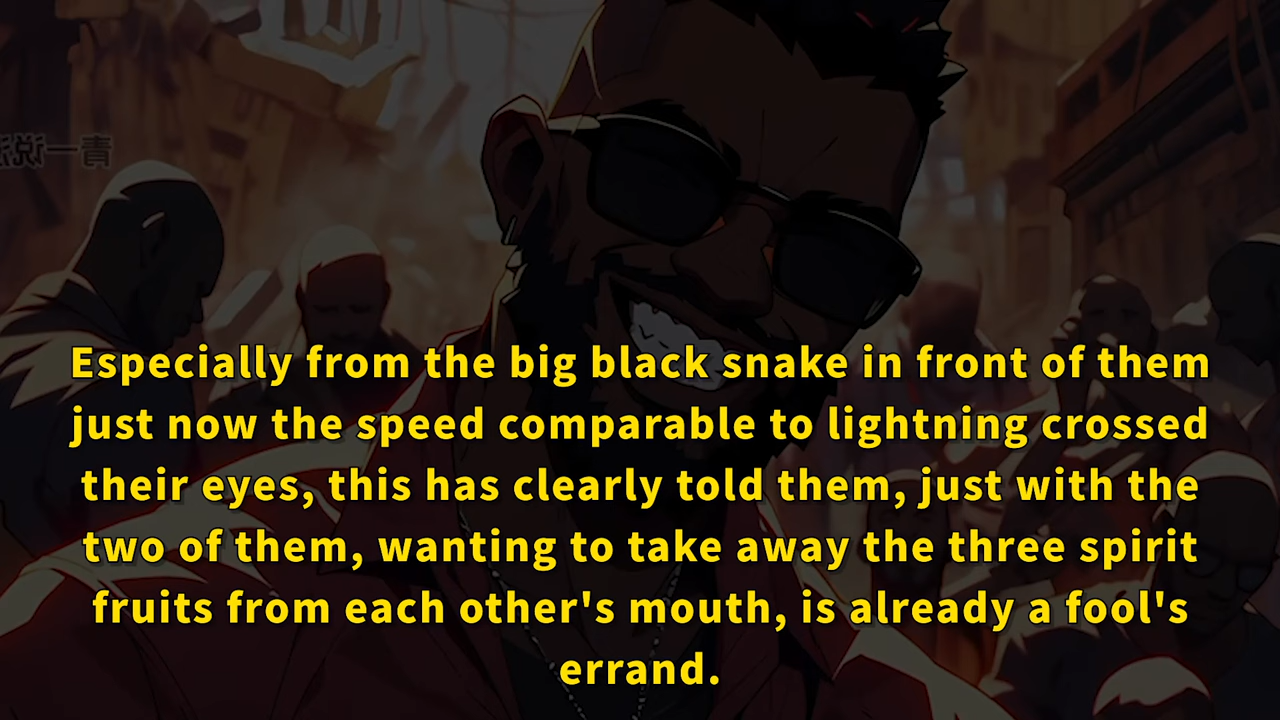 Especially from the big black snake in front of them
just now the speed comparable to lightning crossed
their eyes, this has clearly told them, just with the
two of them, wanting to take away the three spirit
fruits from each other's mouth, is already a fool's
errand.